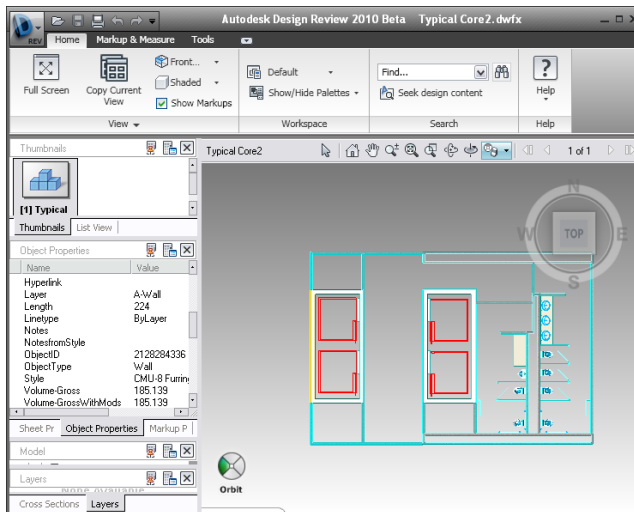 Autodesk Design Review 2010 Beta Typical Core2.dwfx
REV
Home Markup & Measure Tools
Full Screen
Copy Current View
Front...
Shaded
Show Markups
View
Default
Show/Hide Palettes
Workspace
Find...
Seek design content
Search
Help
Help
Thumbnails
[1] Typical
Thumbnails List View
Object Properties
Name Value
Hyperlink
Layer A-Wall
Length 224
Linetype ByLayer
Notes
NotesfromStyle
ObjectID 2128284336
ObjectType Wall
Style CMU-8 Furrin
Volume-Gross 185.139
Volume-GrossWithMods 185.139
Sheet Pr Object Properties Markup P
Model
Layers
None available
Cross Sections Layers
Typical Core2
1 of 1
N
W TOP E
S
Orbit